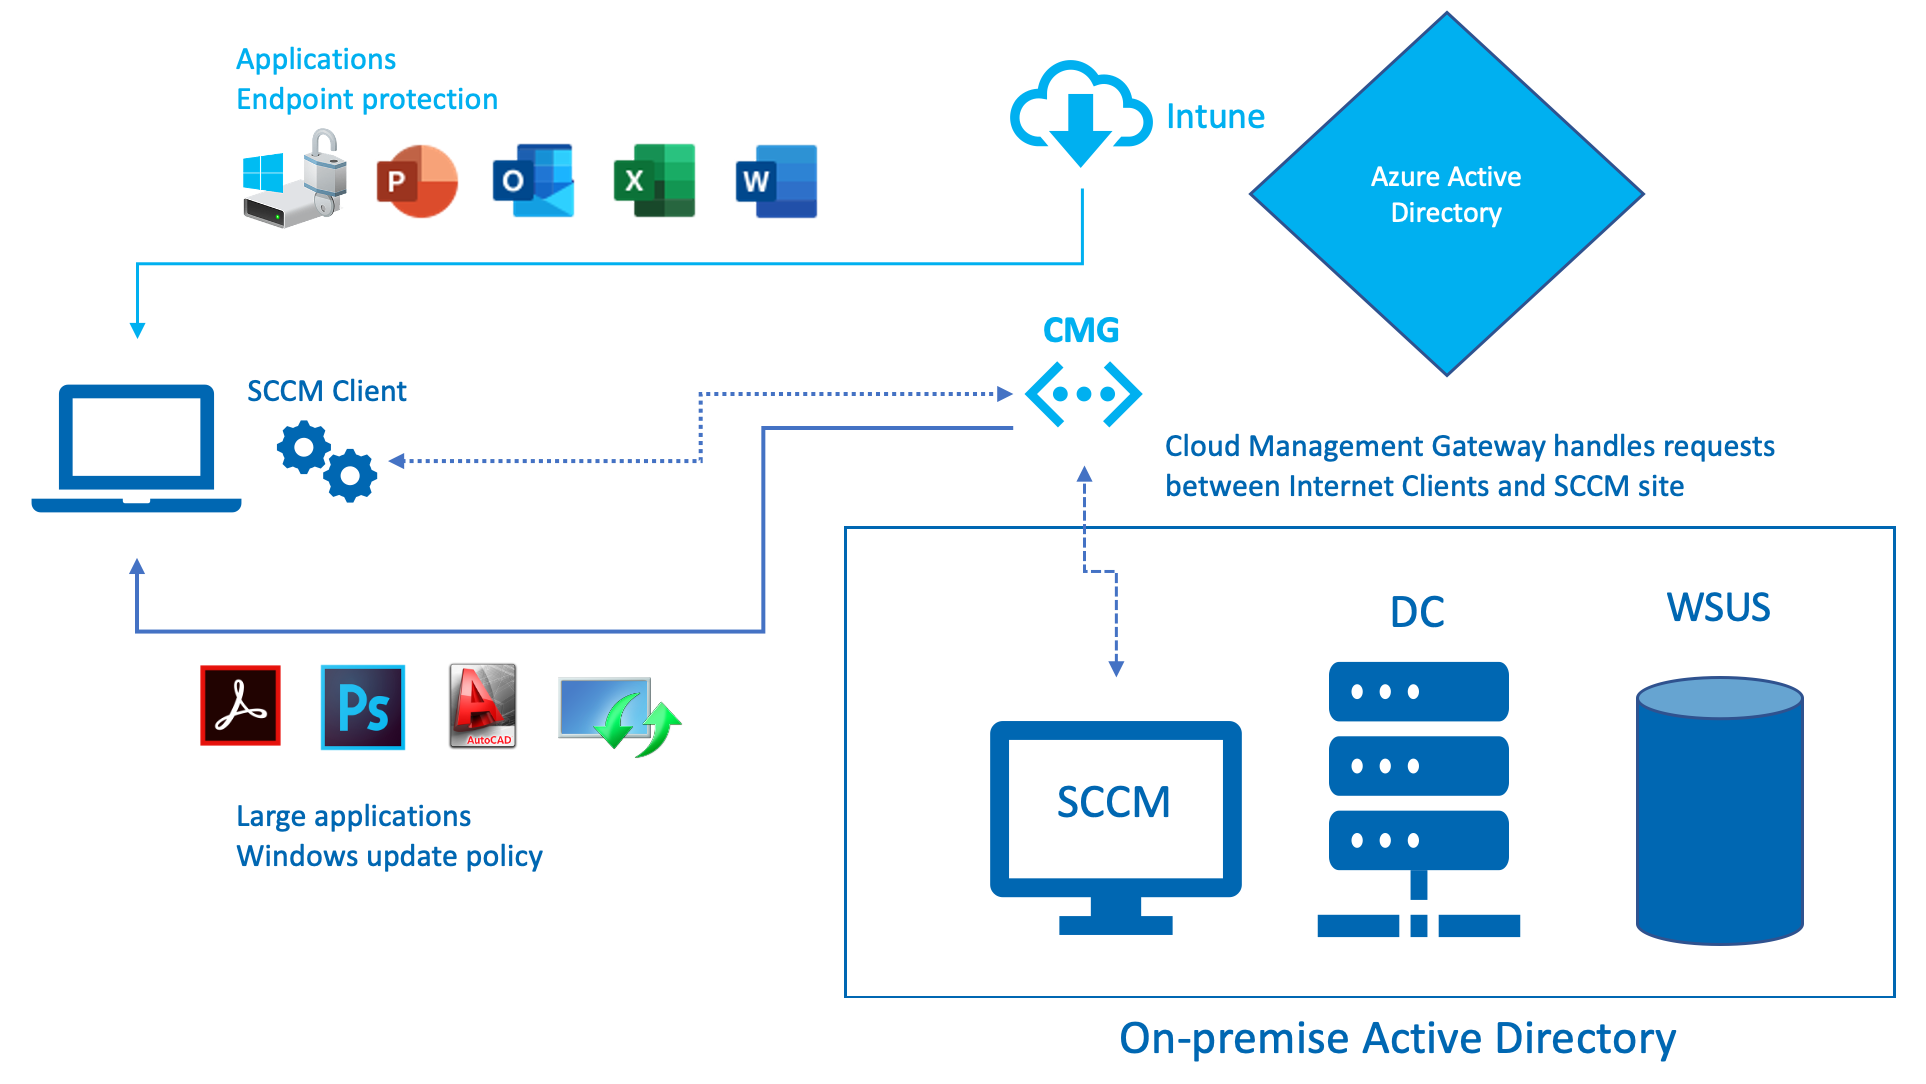 Applications
Endpoint protection
P
O
X
W
Intune
Azure Active
Directory
CMG
SCCM Client
Cloud Management Gateway handles requests
between Internet Clients and SCCM site
DC
WSUS
Ps
A
AutoCAD
SCCM
Large applications
Windows update policy
On-premise Active Directory